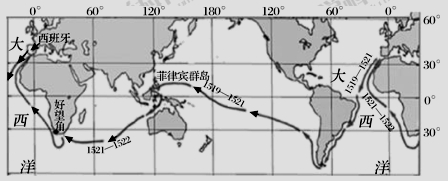 0° 60° 120° 180° 120° 60° 0° 60°
大
西班牙
30°
菲律宾群岛
1519—1521
大
1519—1521
0°
好望角
西
1521—1522
西
30°
1521—1522
洋
洋